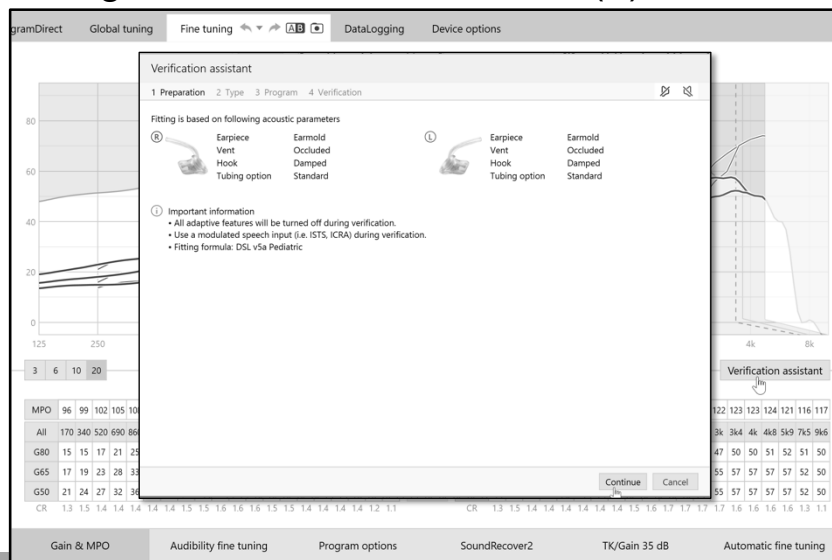 gramDirect Global tuning Fine tuning AB DataLogging Device options
Verification assistant
1 Preparation 2 Type 3 Program 4 Verification
Fitting is based on following acoustic parameters
R Earpiece Earmold L Earpiece Earmold
Vent Occluded Vent Occluded
Hook Damped Hook Damped
Tubing option Standard Tubing option Standard
Important information
• All adaptive features will be turned off during verification.
• Use a modulated speech input (i.e. ISTS, ICRA) during verification.
• Fitting formula: DSL v5a Pediatric
80
60
40
20
0
125 250 4k 8k
3 6 10 20 Verification assistant
MPO 96 99 102 105 122 123 123 124 121 116 117
All 170 340 520 690 3k 3k4 4k 4k8 5k9 7k5 9k6
G80 15 15 17 21 25 47 50 50 51 52 51 50
G65 17 19 23 28 33 55 57 57 57 57 52 50
Continue Cancel
G50 21 24 27 32 36 55 57 57 57 57 52 50
CR 1.3 1.5 1.4 1.4 1.4 1.4 1.4 1.5 1.5 1.6 1.6 1.6 1.5 1.5 1.4 1.4 1.4 1.4 1.2 1.1 CR 1.3 1.5 1.4 1.4 1.4 1.4 1.5 1.5 1.6 1.6 1.6 1.7 1.7 1.7 1.7 1.6 1.6 1.6 1.3 1.1
Gain & MPO Audibility fine tuning Program options SoundRecover2 TK/Gain 35 dB Automatic fine tuning